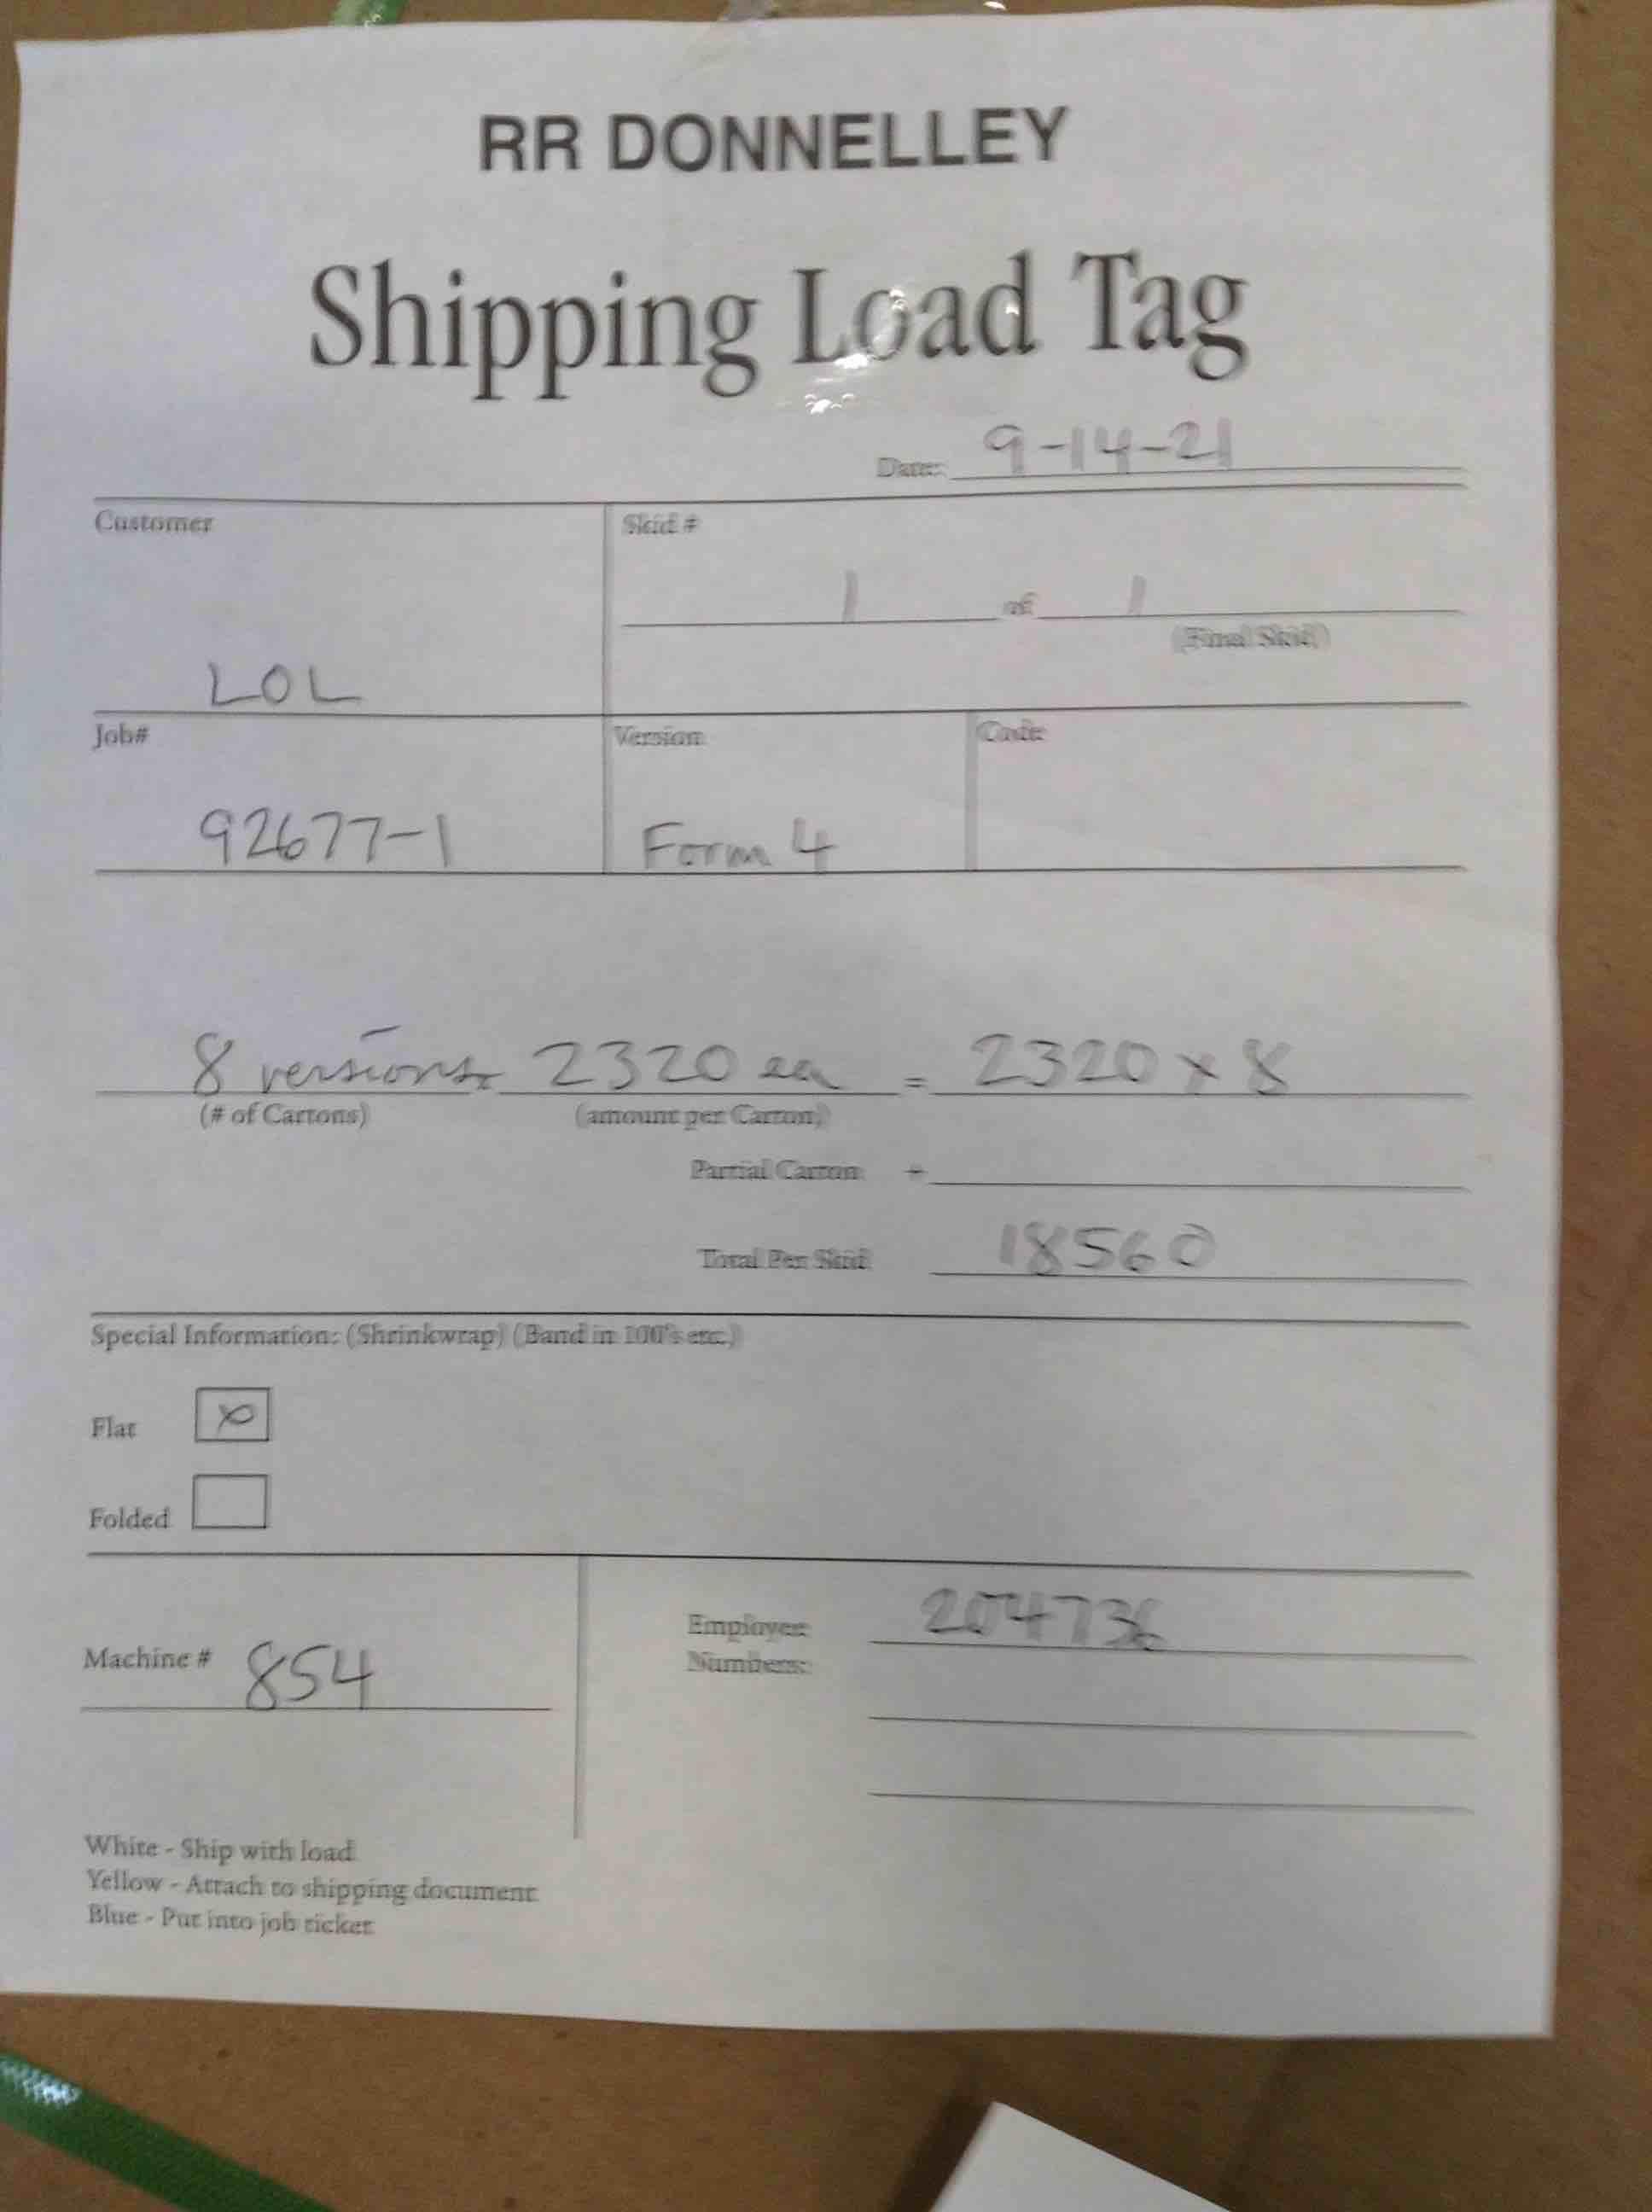 RR DONNELLEY
Shipping Load Tag
Date: 9-14-21
Customer
Skid #
1 of 1
(Final Skid)
LOL
Job#
Version
Code
92677-1
Form 4
8 versions 2320 ea = 2320 x 8
(# of Cartons) (amount per Carton)
Partial Carton +
Total Per Skid 18560
Special Information: (Shrinkwrap) (Band in 100's etc.)
Flat x
Folded
Machine # 854
Employee Numbers: 204736
White - Ship with load
Yellow - Attach to shipping document
Blue - Put into job ticket